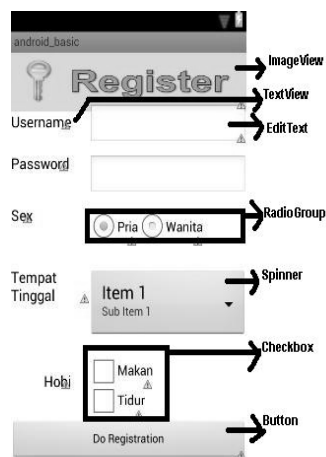 android_basic
Register
ImageView
TextView
Username
EditText
Password
Sex
Pria Wanita
RadioGroup
Tempat
Tinggal
Item 1
Sub Item 1
Spinner
Hobi
Makan
Tidur
Checkbox
Do Registration
Button